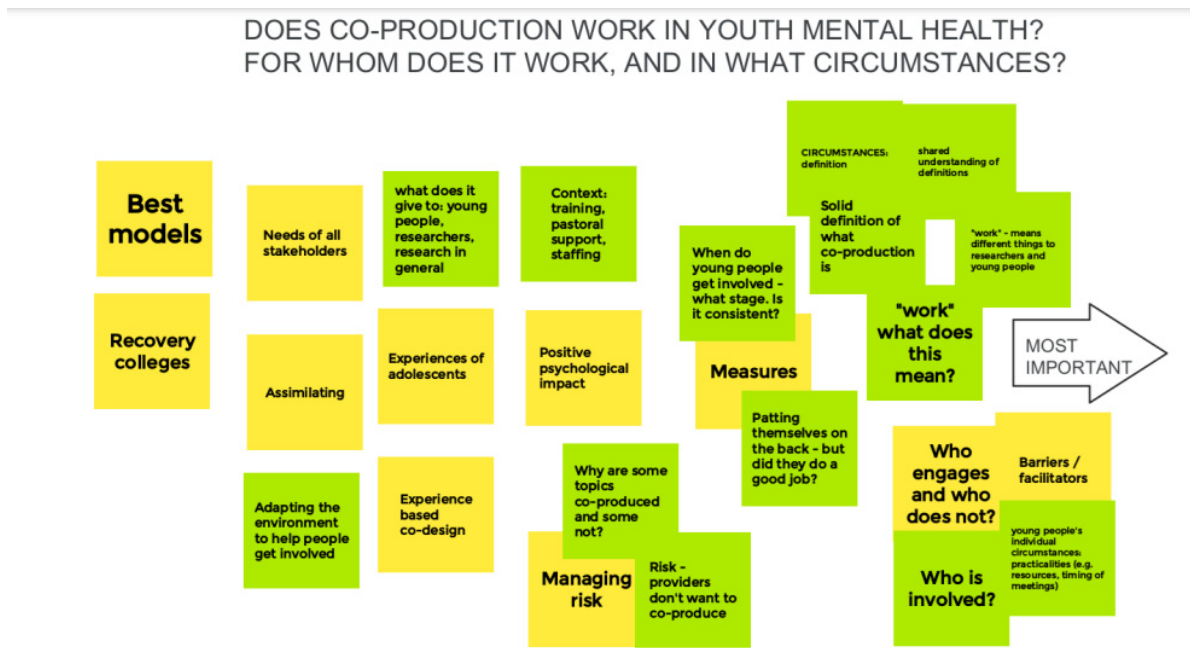 DOES CO-PRODUCTION WORK IN YOUTH MENTAL HEALTH?
FOR WHOM DOES IT WORK, AND IN WHAT CIRCUMSTANCES?
Best
models
Recovery
colleges
Needs of all
stakeholders
Assimilating
Adapting the
environment
to help people
get involved
what does it
give to: young
people,
researchers,
research in
general
Experiences of
adolescents
Experience
based
co-design
Context:
training,
pastoral
support,
staffing
Positive
psychological
impact
Why are some
topics
co-produced
and some
not?
Managing
risk
Risk -
providers
don't want to
co-produce
When do
young people
get involved -
what stage. Is
it consistent?
Measures
Patting
themselves on
the back - but
did they do a
good job?
CIRCUMSTANCES:
definition
shared
understanding of
definitions
Solid
definition of
what
co-production
is
"work" - means
different things to
researchers and
young people
"work"
what does
this
mean?
MOST
IMPORTANT
Who
engages
and who
does not?
Barriers /
facilitators
Who is
involved?
young people's
individual
circumstances:
practicalities (e.g.
resources, timing of
meetings)